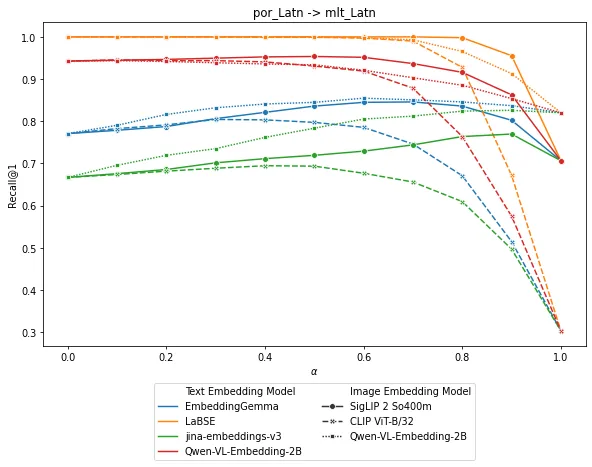 por_Latn -> mlt_Latn
Recall@1
1.0
0.9
0.8
0.7
0.6
0.5
0.4
0.3
0.0 0.2 0.4 0.6 0.8 1.0
α
Text Embedding Model Image Embedding Model
EmbeddingGemma SigLIP 2 So400m
LaBSE CLIP ViT-B/32
jina-embeddings-v3 Qwen-VL-Embedding-2B
Qwen-VL-Embedding-2B